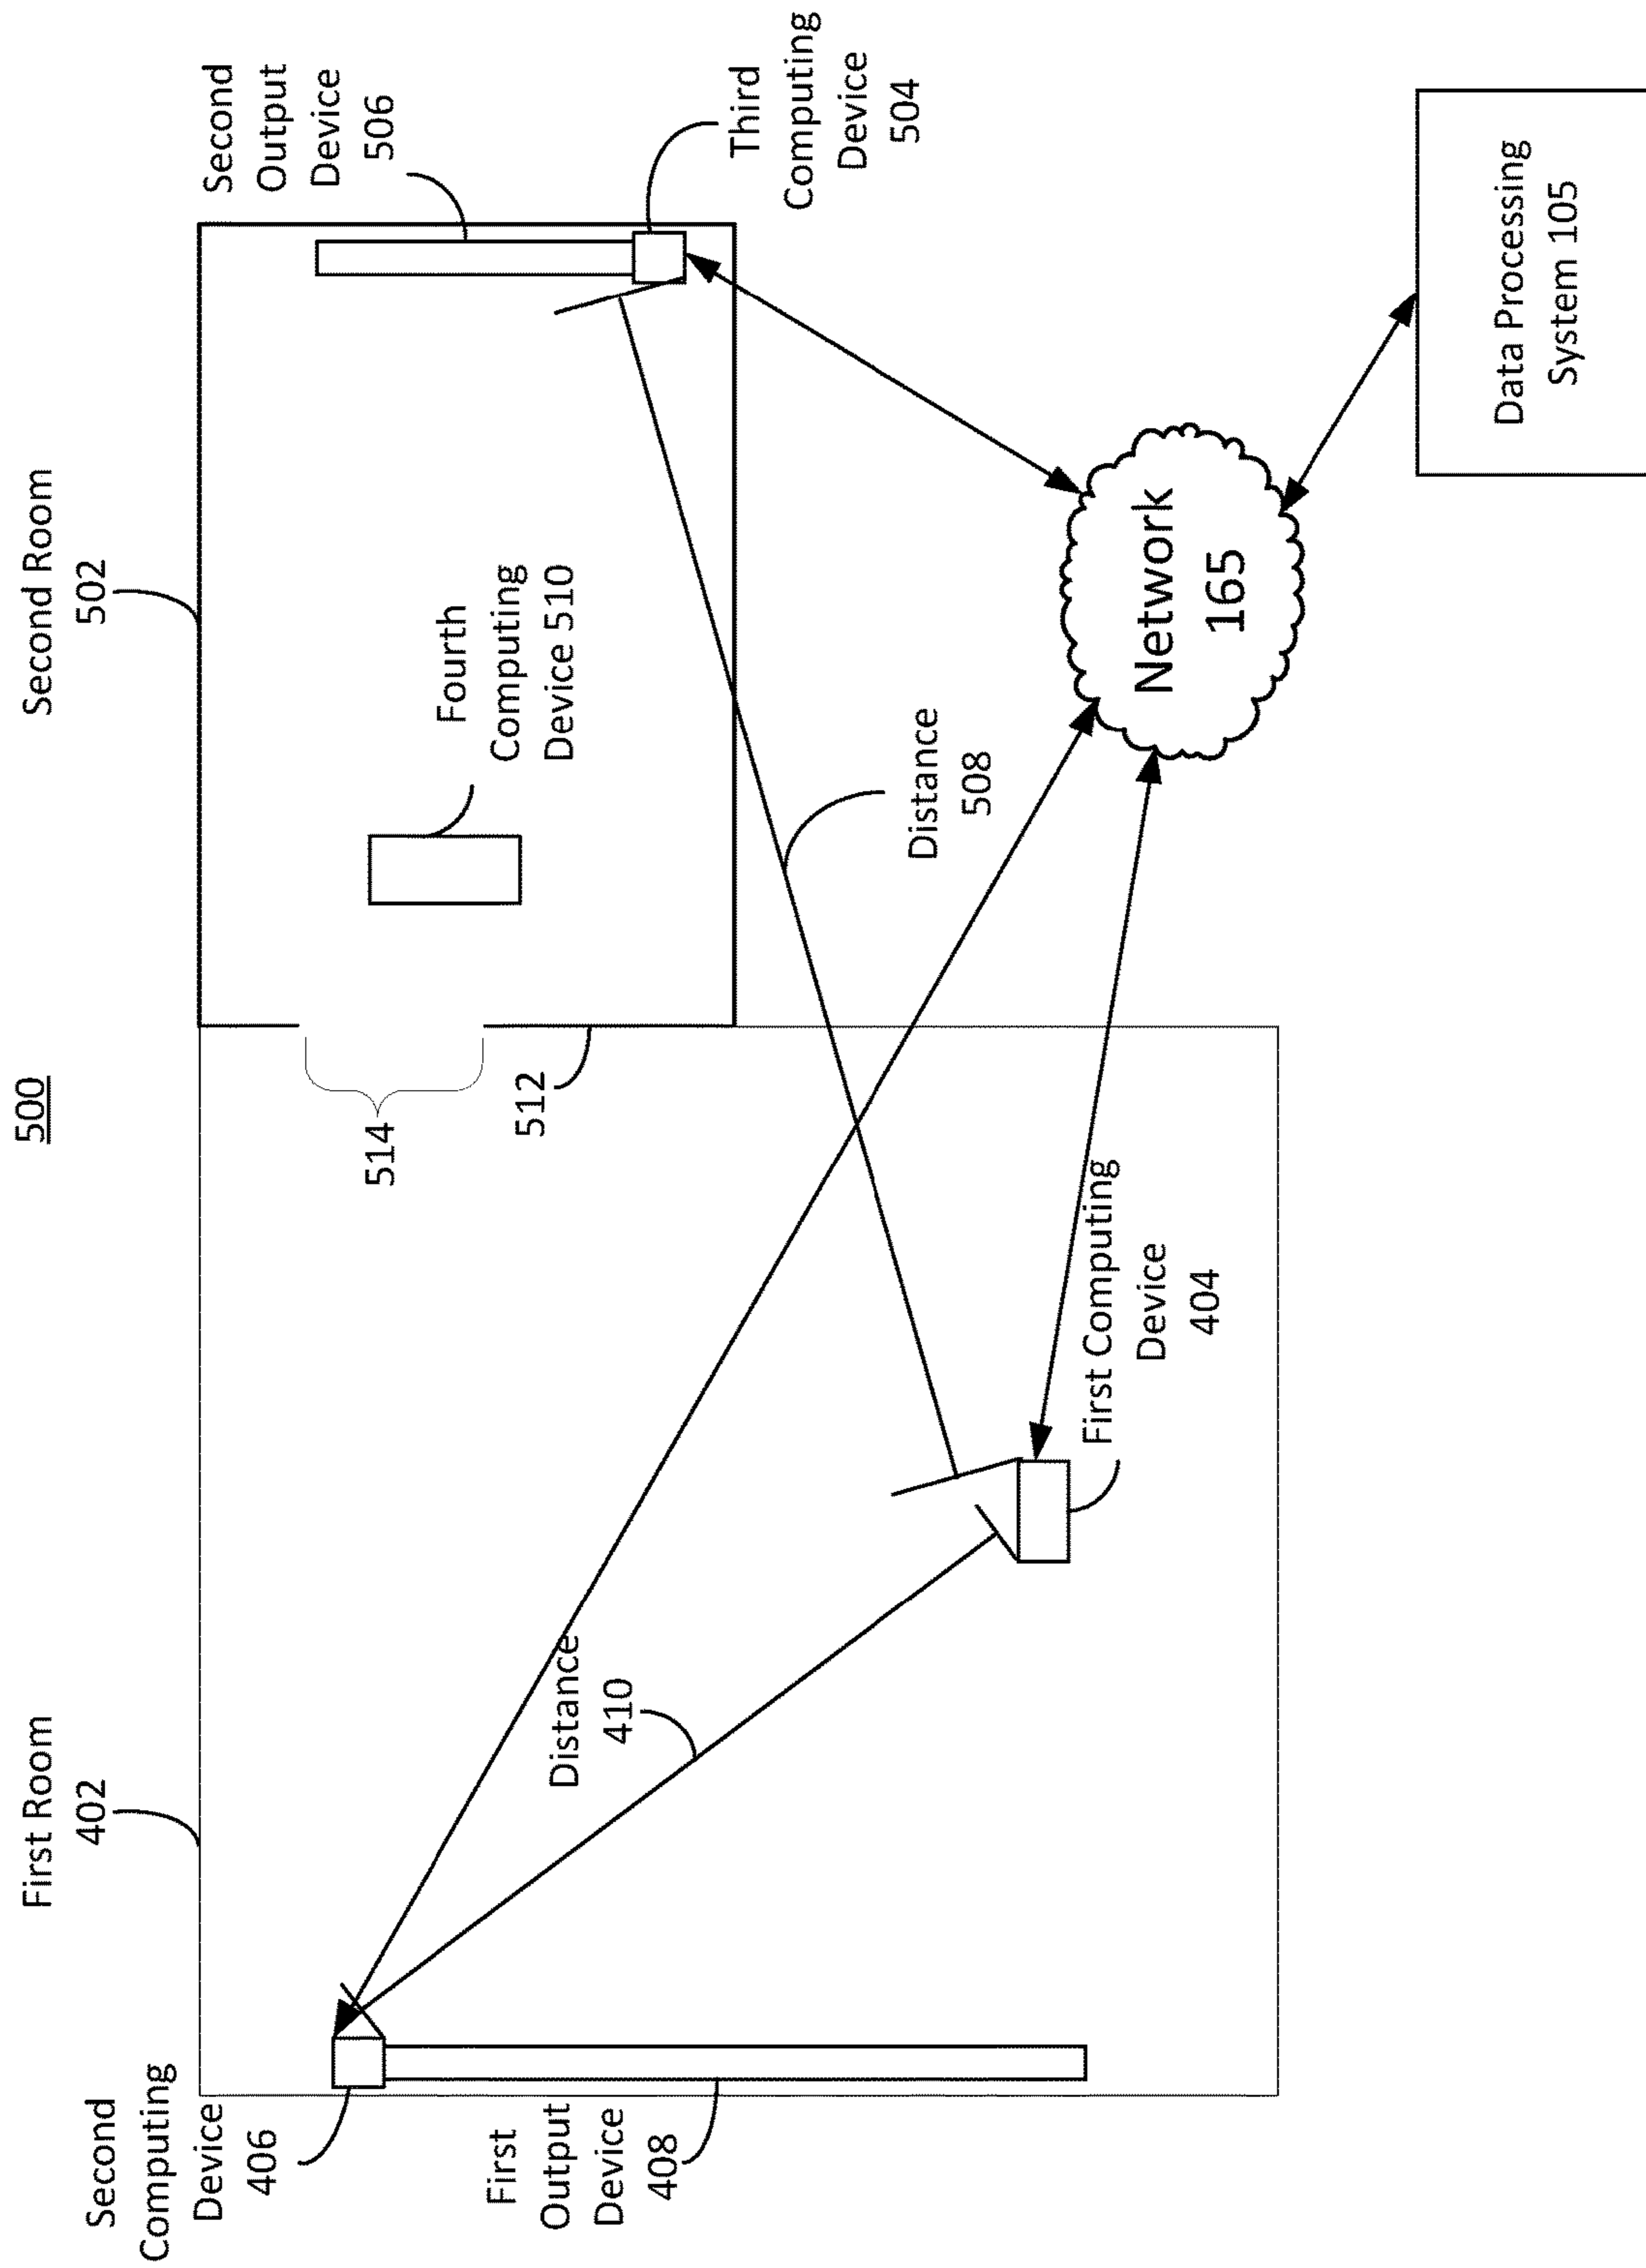 500
First Room
402
Second Room
502
Second
Computing
Device
406
First
Output
Device
408
Distance
410
First Computing
Device
404
514
512
Fourth
Computing
Device 510
Second
Output
Device
506
Third
Computing
Device
504
Distance
508
Network
165
Data Processing
System 105